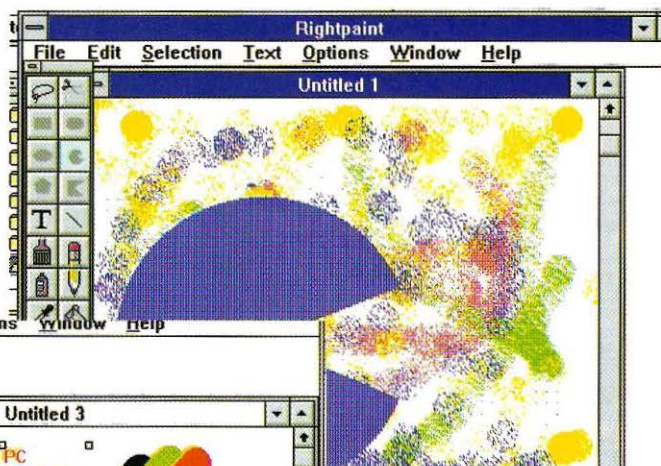 Rightpaint
File Edit Selection Text Options Window Help
Untitled 1
T
Window Help
Untitled 3
PC